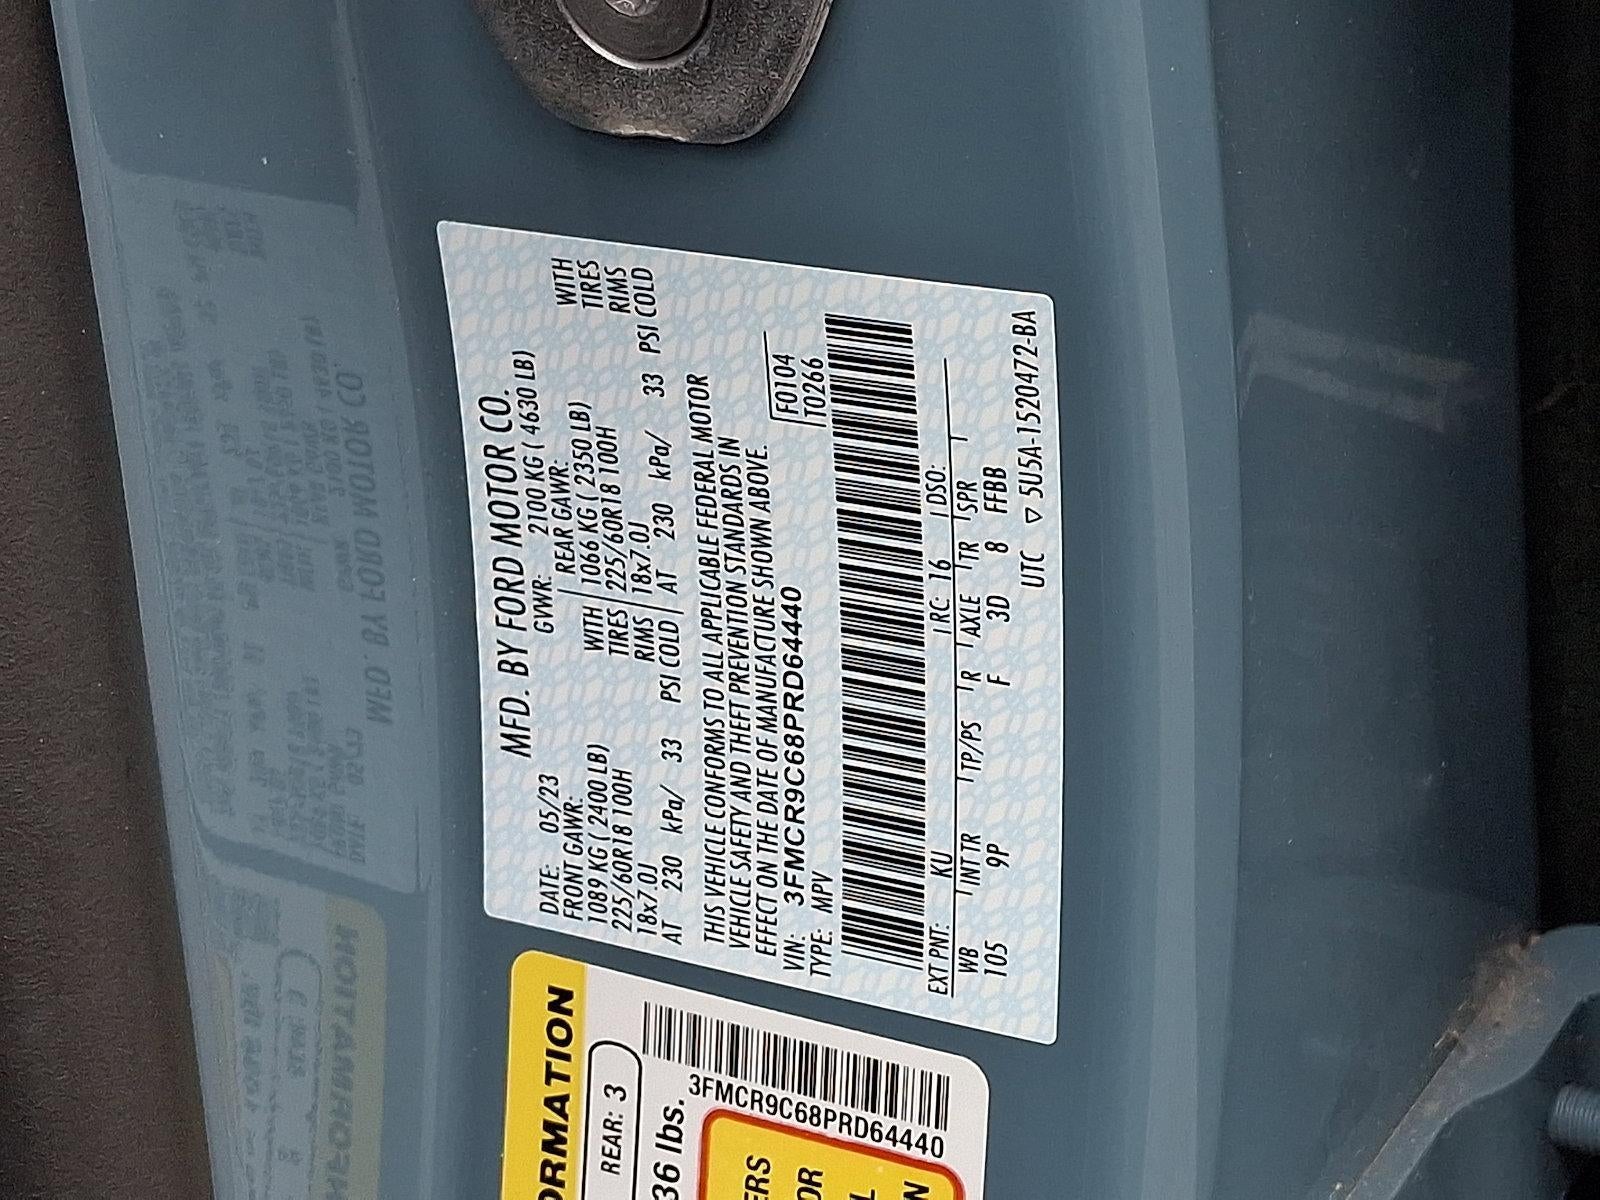 MFD. BY FORD MOTOR CO.
DATE: 05/23 GVWR: 2100 KG ( 4630 LB)
FRONT GAWR: REAR GAWR:
1089 KG ( 2400 LB) WITH 1066 KG ( 2350 LB) WITH
225/60R18 100H TIRES 225/60R18 100H TIRES
18x7.0J RIMS 18x7.0J RIMS
AT 230 kPa/ 33 PSI COLD AT 230 kPa/ 33 PSI COLD
THIS VEHICLE CONFORMS TO ALL APPLICABLE FEDERAL MOTOR
VEHICLE SAFETY AND THEFT PREVENTION STANDARDS IN
EFFECT ON THE DATE OF MANUFACTURE SHOWN ABOVE.
VIN: 3FMCR9C68PRD64440 F0104
TYPE: MPV T0266
EXT PNT: KU RC: 16 DSO:
WB INT TR TP/PS R AXLE TR SPR
105 9P F 3D 8 FFBB
UTC ▽ 5U5A-1520472-BA
ORMATION
REAR: 3
36 lbs.
3FMCR9C68PRD64440
ERS
OR
L
N